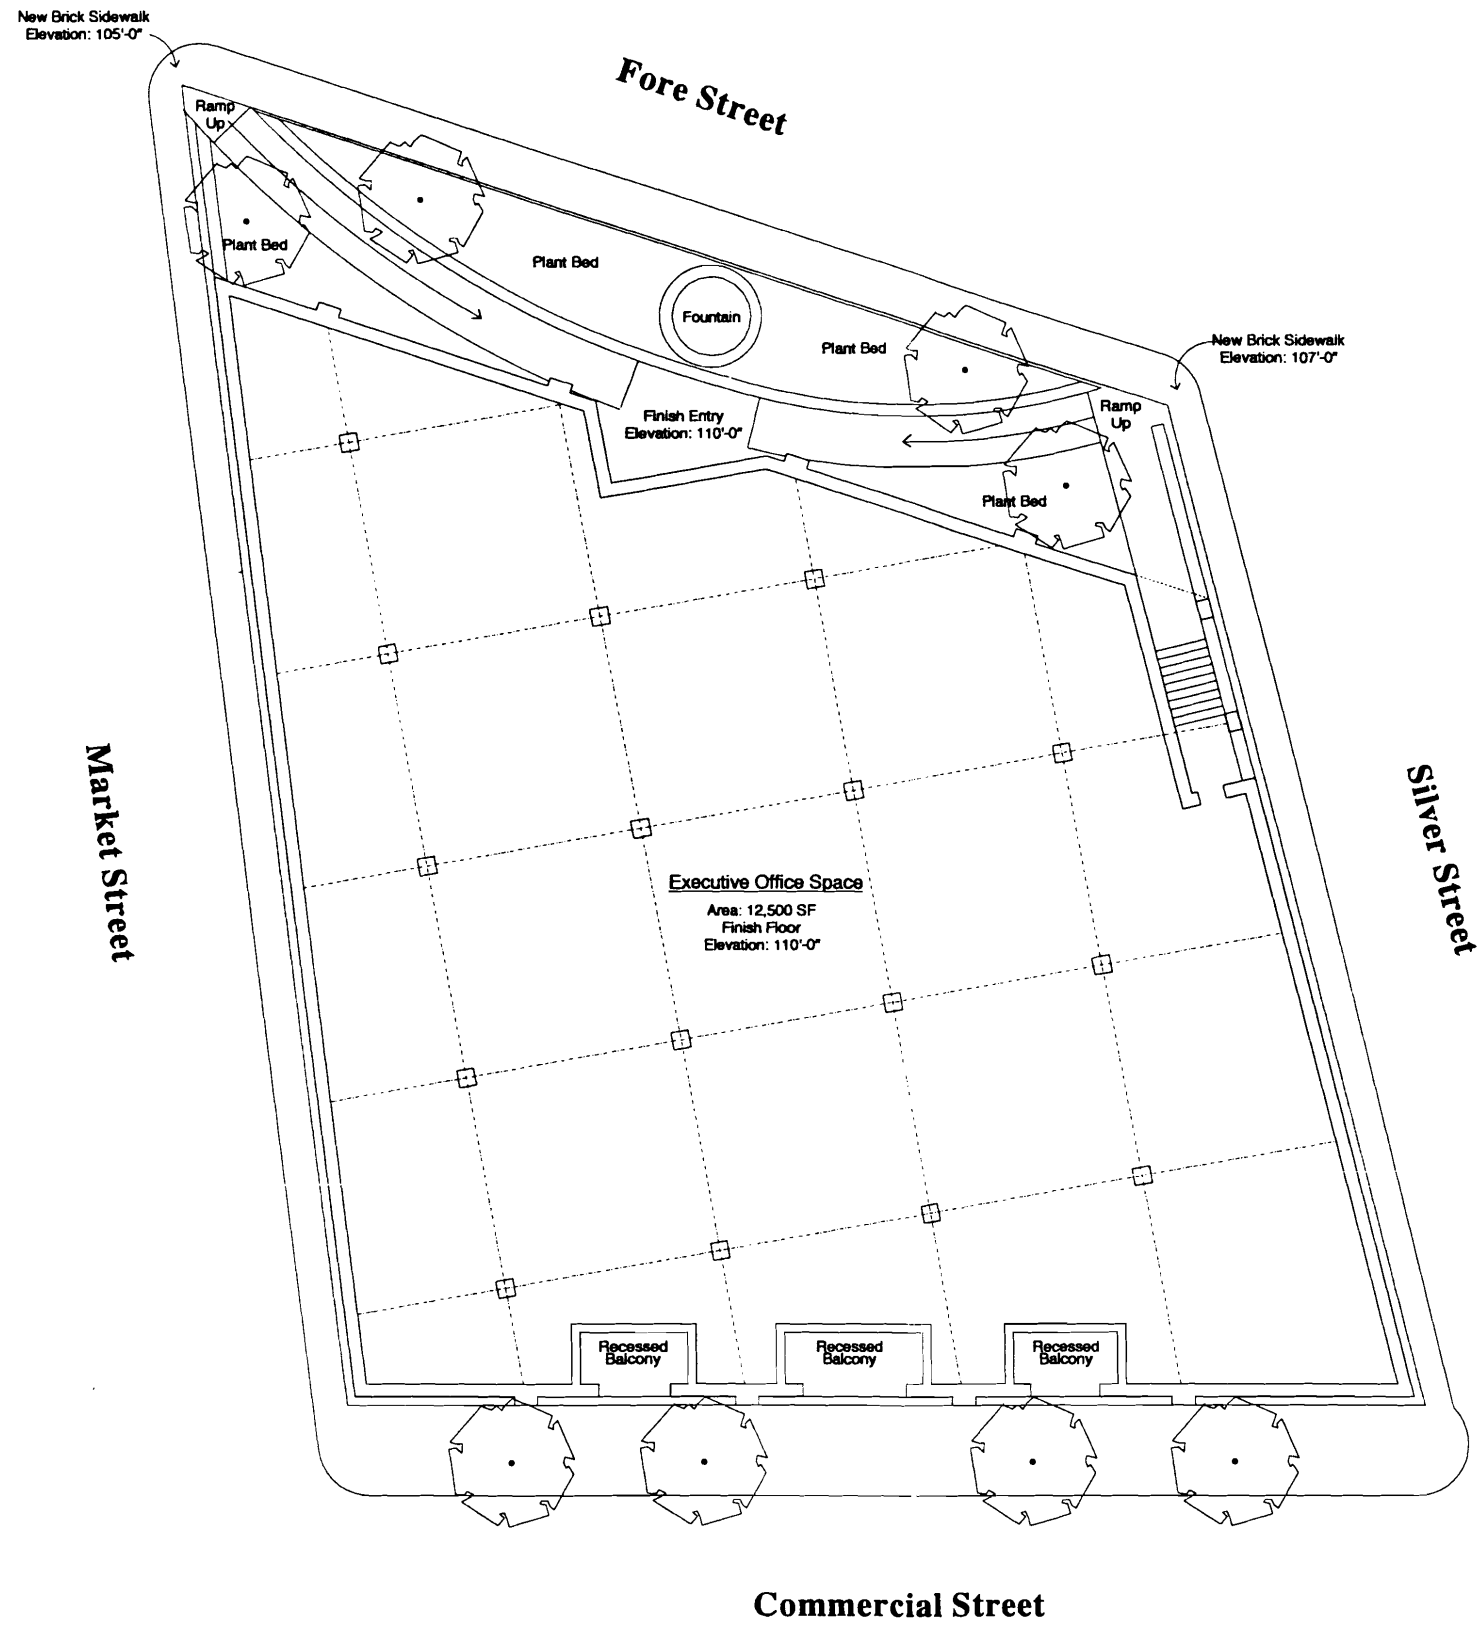 New Brick Sidewalk
Elevation: 105'-0"
Fore Street
Ramp
Up
Plant Bed
Plant Bed
Fountain
Plant Bed
New Brick Sidewalk
Elevation: 107'-0"
Ramp
Up
Finish Entry
Elevation: 110'-0"
Plant Bed
Market Street
Silver Street
Executive Office Space
Area: 12,500 SF
Finish Floor
Elevation: 110'-0"
Recessed
Balcony
Recessed
Balcony
Recessed
Balcony
Commercial Street